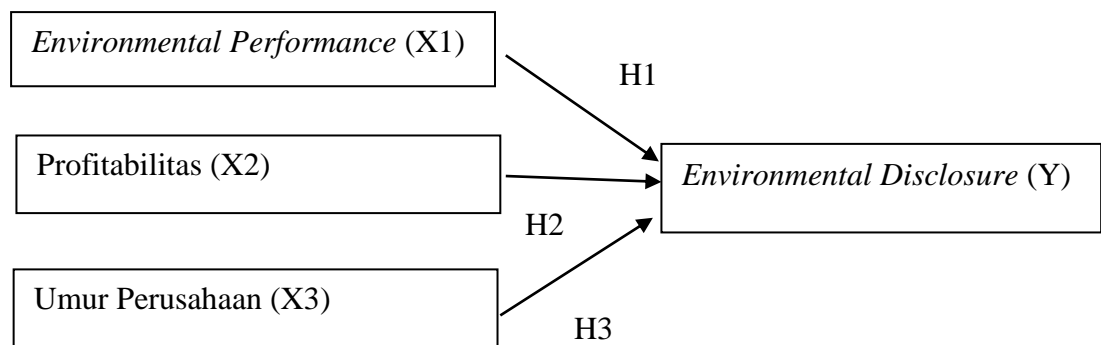 Environmental Performance (X1)
H1
Profitabilitas (X2)
Environmental Disclosure (Y)
H2
Umur Perusahaan (X3)
H3